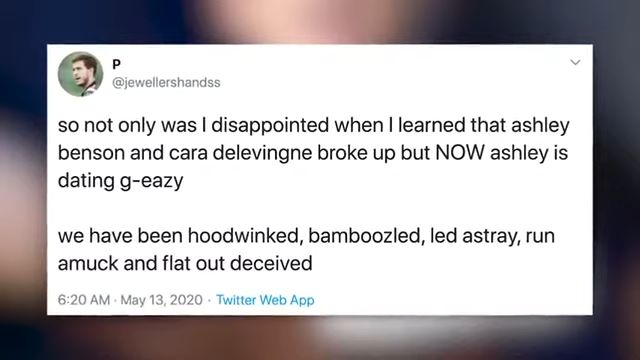 P
@jewellershandss
so not only was I disappointed when I learned that ashley
benson and cara delevingne broke up but NOW ashley is
dating g-eazy
we have been hoodwinked, bamboozled, led astray, run
amuck and flat out deceived
6:20 AM · May 13, 2020 · Twitter Web App